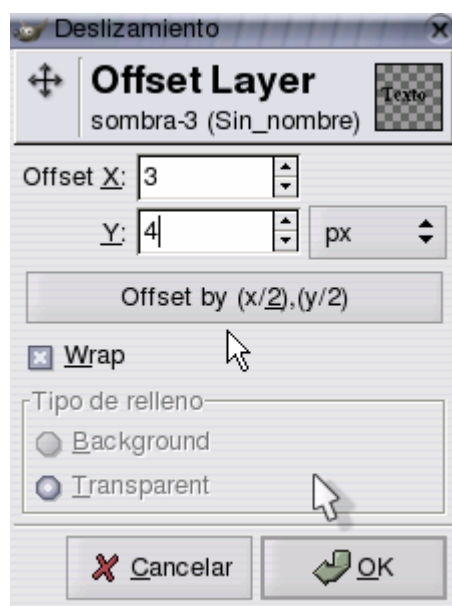 Deslizamiento
Offset Layer
sombra-3 (Sin_nombre)
Texto
Offset X: 3
Y: 4 px
Offset by (x/2),(y/2)
Wrap
Tipo de relleno
Background
Transparent
Cancelar OK